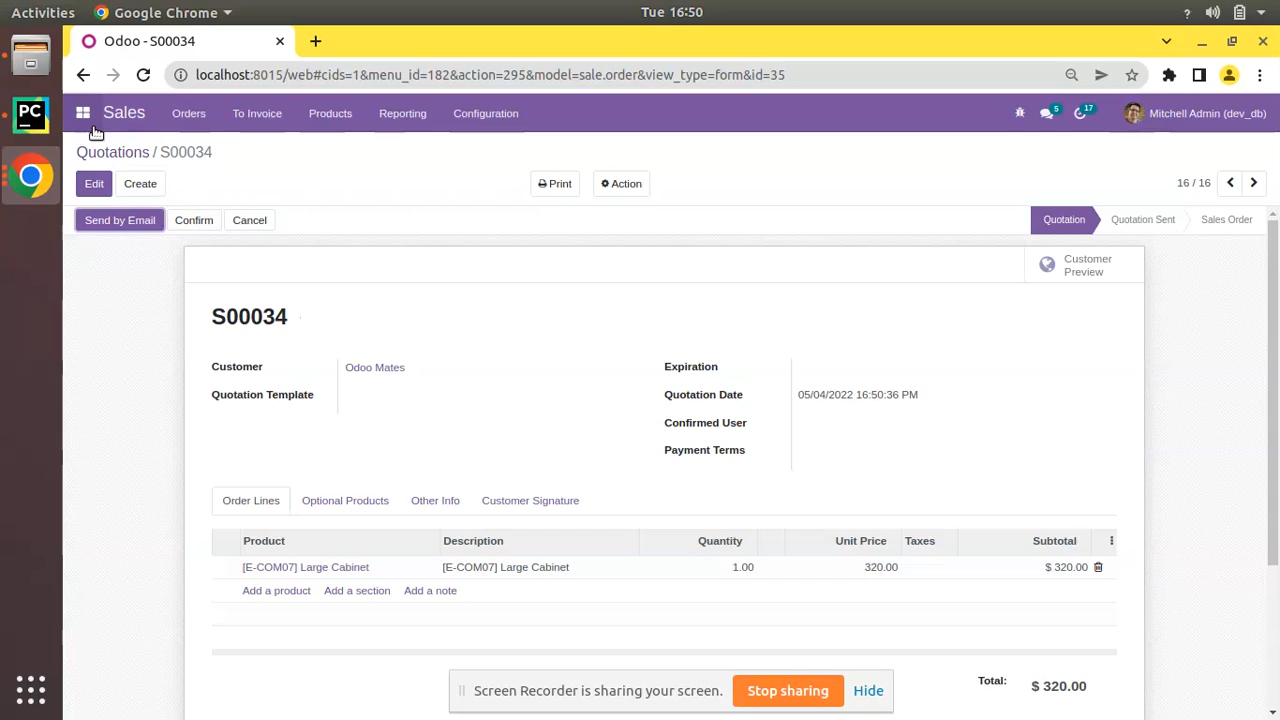 Activities Google Chrome Tue 16:50 ?
Odoo - S00034
localhost:8015/web#cids=1&menu_id=182&action=295&model=sale.order&view_type=form&id=35
Sales Orders To Invoice Products Reporting Configuration 5 17 Mitchell Admin (dev_db)
Quotations / S00034
Edit Create Print Action 16 / 16
Send by Email Confirm Cancel Quotation Quotation Sent Sales Order
Customer
Preview
S00034
Customer Odoo Mates Expiration
Quotation Template Quotation Date 05/04/2022 16:50:36 PM
Confirmed User
Payment Terms
Order Lines Optional Products Other Info Customer Signature
Product Description Quantity Unit Price Taxes Subtotal
[E-COM07] Large Cabinet [E-COM07] Large Cabinet 1.00 320.00 $ 320.00
Add a product Add a section Add a note
Total: $ 320.00
Screen Recorder is sharing your screen. Stop sharing Hide
PC